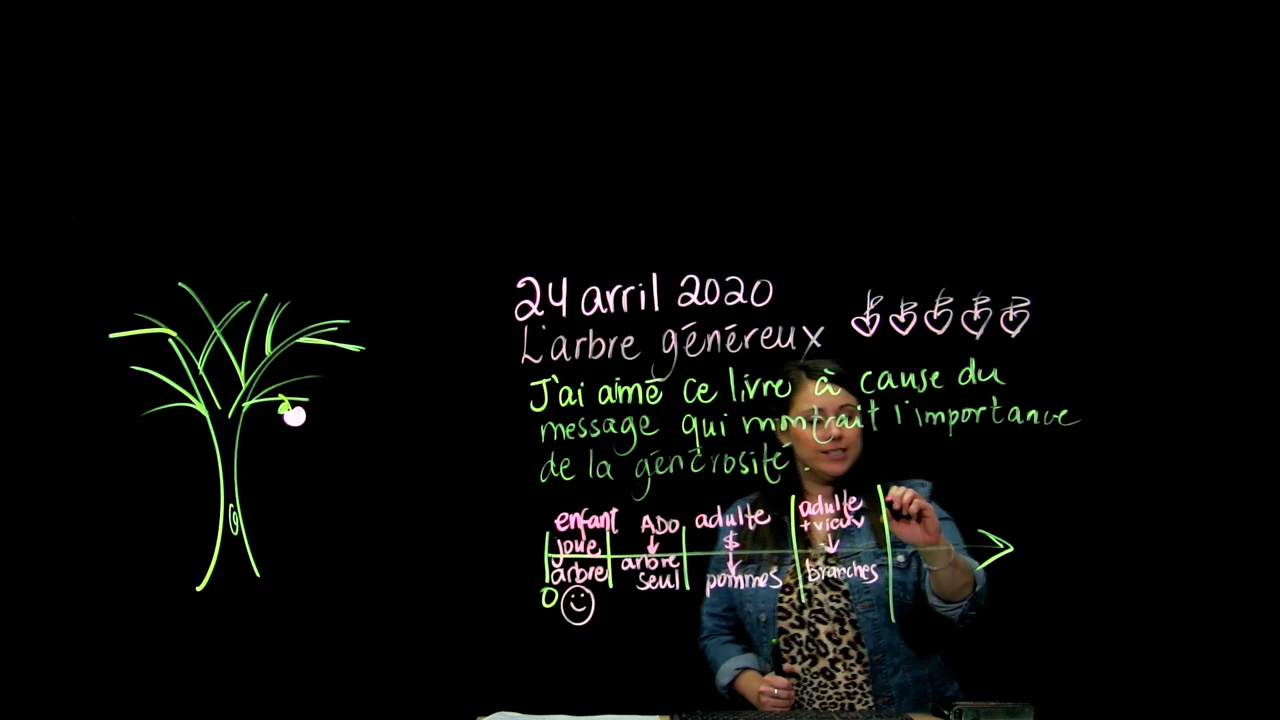 24 avril 2020
L'arbre généreux
J'ai aimé ce livre à cause du
message qui montrait l'importance
de la générosité.
enfant ADO adulte adulte
+ vieux
joue $
arbre arbre seul pommes branches
0